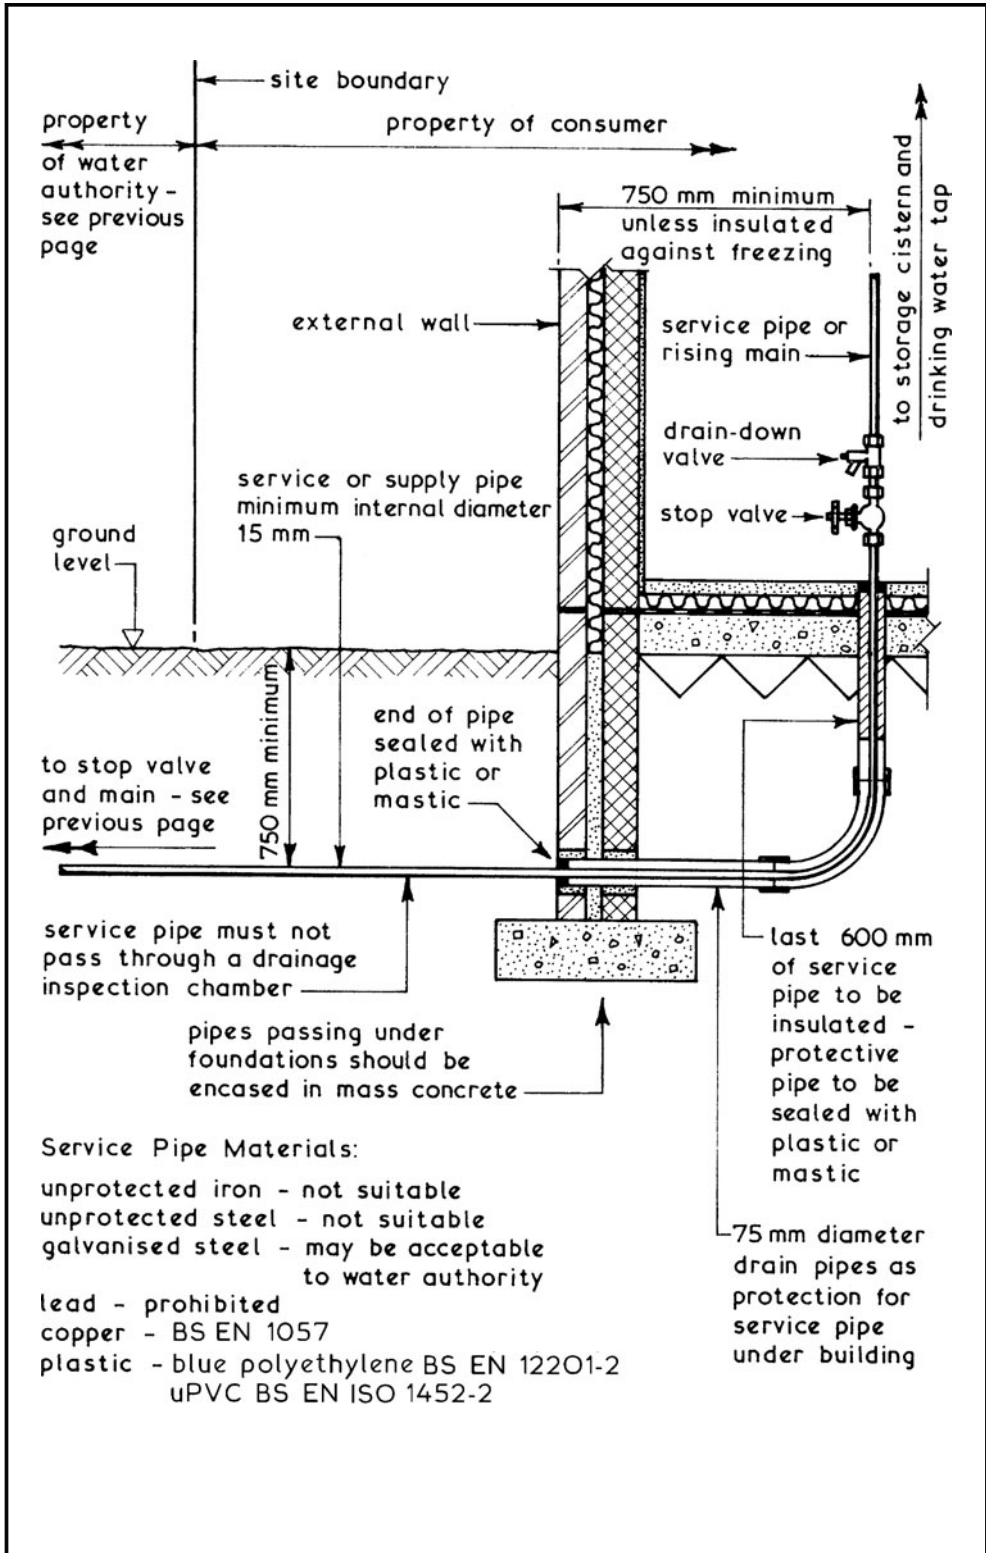 site boundary
property
of water
authority –
see previous
page
property of consumer
750 mm minimum
unless insulated
against freezing
to storage cistern and
drinking water tap
external wall
service pipe or
rising main
drain-down
valve
stop valve
service or supply pipe
minimum internal diameter
15 mm
ground
level
750 mm minimum
end of pipe
sealed with
plastic or
mastic
to stop valve
and main – see
previous page
service pipe must not
pass through a drainage
inspection chamber
pipes passing under
foundations should be
encased in mass concrete
last 600 mm
of service
pipe to be
insulated –
protective
pipe to be
sealed with
plastic or
mastic
75 mm diameter
drain pipes as
protection for
service pipe
under building
Service Pipe Materials:
unprotected iron – not suitable
unprotected steel – not suitable
galvanised steel – may be acceptable
to water authority
lead – prohibited
copper – BS EN 1057
plastic – blue polyethylene BS EN 12201-2
uPVC BS EN ISO 1452-2